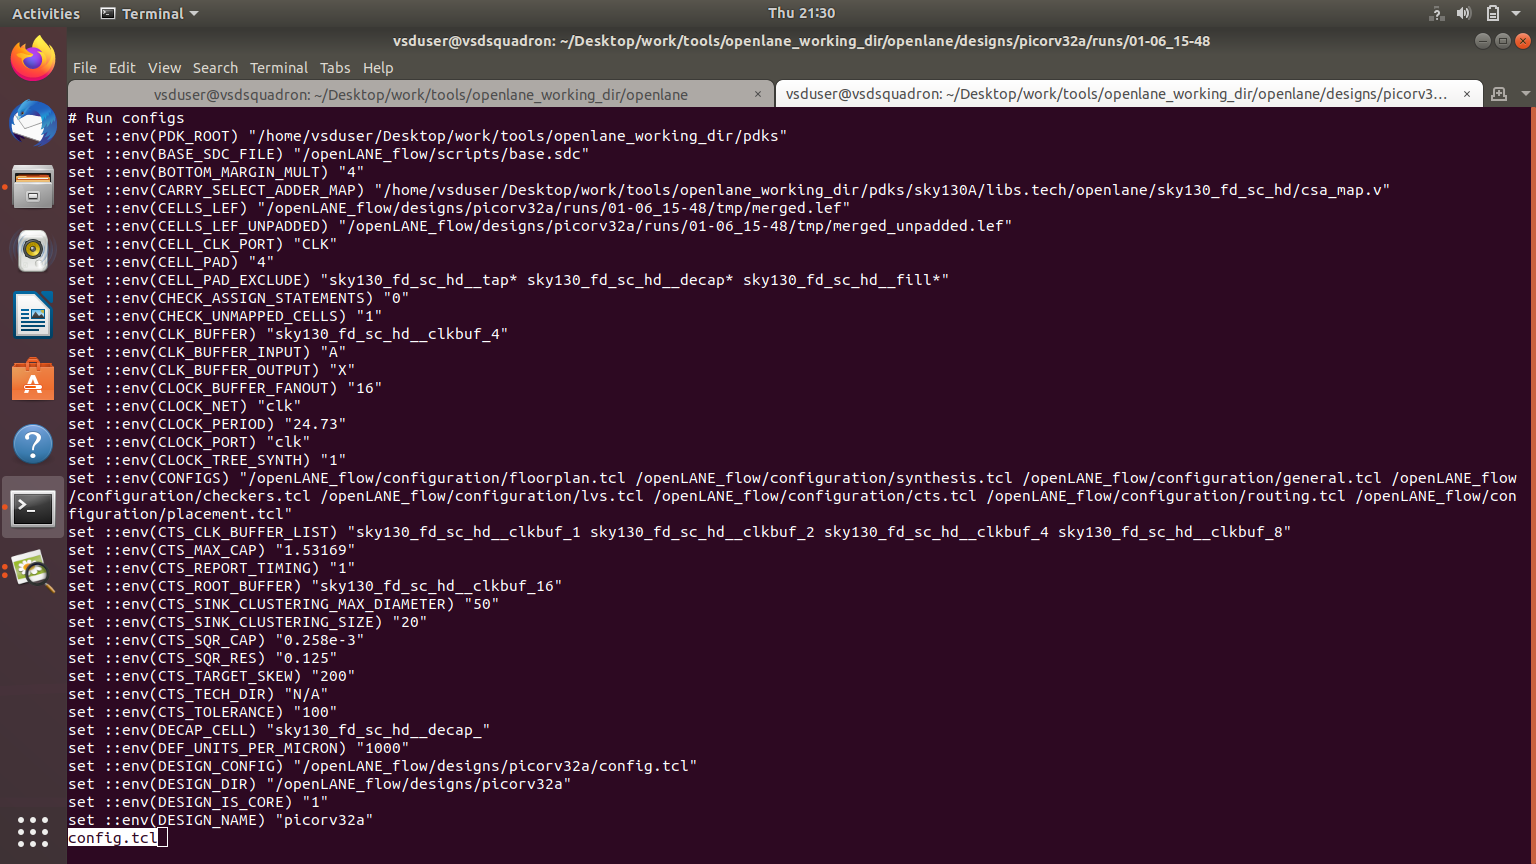 Activities Terminal Thu 21:30
vsduser@vsdsquadron: ~/Desktop/work/tools/openlane_working_dir/openlane/designs/picorv32a/runs/01-06_15-48
File Edit View Search Terminal Tabs Help
vsduser@vsdsquadron: ~/Desktop/work/tools/openlane_working_dir/openlane × vsduser@vsdsquadron: ~/Desktop/work/tools/openlane_working_dir/openlane/designs/picorv3... ×
# Run configs
set ::env(PDK_ROOT) "/home/vsduser/Desktop/work/tools/openlane_working_dir/pdks"
set ::env(BASE_SDC_FILE) "/openLANE_flow/scripts/base.sdc"
set ::env(BOTTOM_MARGIN_MULT) "4"
set ::env(CARRY_SELECT_ADDER_MAP) "/home/vsduser/Desktop/work/tools/openlane_working_dir/pdks/sky130A/libs.tech/openlane/sky130_fd_sc_hd/csa_map.v"
set ::env(CELLS_LEF) "/openLANE_flow/designs/picorv32a/runs/01-06_15-48/tmp/merged.lef"
set ::env(CELLS_LEF_UNPADDED) "/openLANE_flow/designs/picorv32a/runs/01-06_15-48/tmp/merged_unpadded.lef"
set ::env(CELL_CLK_PORT) "CLK"
set ::env(CELL_PAD) "4"
set ::env(CELL_PAD_EXCLUDE) "sky130_fd_sc_hd__tap* sky130_fd_sc_hd__decap* sky130_fd_sc_hd__fill*"
set ::env(CHECK_ASSIGN_STATEMENTS) "0"
set ::env(CHECK_UNMAPPED_CELLS) "1"
set ::env(CLK_BUFFER) "sky130_fd_sc_hd__clkbuf_4"
set ::env(CLK_BUFFER_INPUT) "A"
set ::env(CLK_BUFFER_OUTPUT) "X"
set ::env(CLOCK_BUFFER_FANOUT) "16"
set ::env(CLOCK_NET) "clk"
set ::env(CLOCK_PERIOD) "24.73"
set ::env(CLOCK_PORT) "clk"
set ::env(CLOCK_TREE_SYNTH) "1"
set ::env(CONFIGS) "/openLANE_flow/configuration/floorplan.tcl /openLANE_flow/configuration/synthesis.tcl /openLANE_flow/configuration/general.tcl /openLANE_flow
/configuration/checkers.tcl /openLANE_flow/configuration/lvs.tcl /openLANE_flow/configuration/cts.tcl /openLANE_flow/configuration/routing.tcl /openLANE_flow/con
figuration/placement.tcl"
set ::env(CTS_CLK_BUFFER_LIST) "sky130_fd_sc_hd__clkbuf_1 sky130_fd_sc_hd__clkbuf_2 sky130_fd_sc_hd__clkbuf_4 sky130_fd_sc_hd__clkbuf_8"
set ::env(CTS_MAX_CAP) "1.53169"
set ::env(CTS_REPORT_TIMING) "1"
set ::env(CTS_ROOT_BUFFER) "sky130_fd_sc_hd__clkbuf_16"
set ::env(CTS_SINK_CLUSTERING_MAX_DIAMETER) "50"
set ::env(CTS_SINK_CLUSTERING_SIZE) "20"
set ::env(CTS_SQR_CAP) "0.258e-3"
set ::env(CTS_SQR_RES) "0.125"
set ::env(CTS_TARGET_SKEW) "200"
set ::env(CTS_TECH_DIR) "N/A"
set ::env(CTS_TOLERANCE) "100"
set ::env(DECAP_CELL) "sky130_fd_sc_hd__decap_"
set ::env(DEF_UNITS_PER_MICRON) "1000"
set ::env(DESIGN_CONFIG) "/openLANE_flow/designs/picorv32a/config.tcl"
set ::env(DESIGN_DIR) "/openLANE_flow/designs/picorv32a"
set ::env(DESIGN_IS_CORE) "1"
set ::env(DESIGN_NAME) "picorv32a"
config.tcl